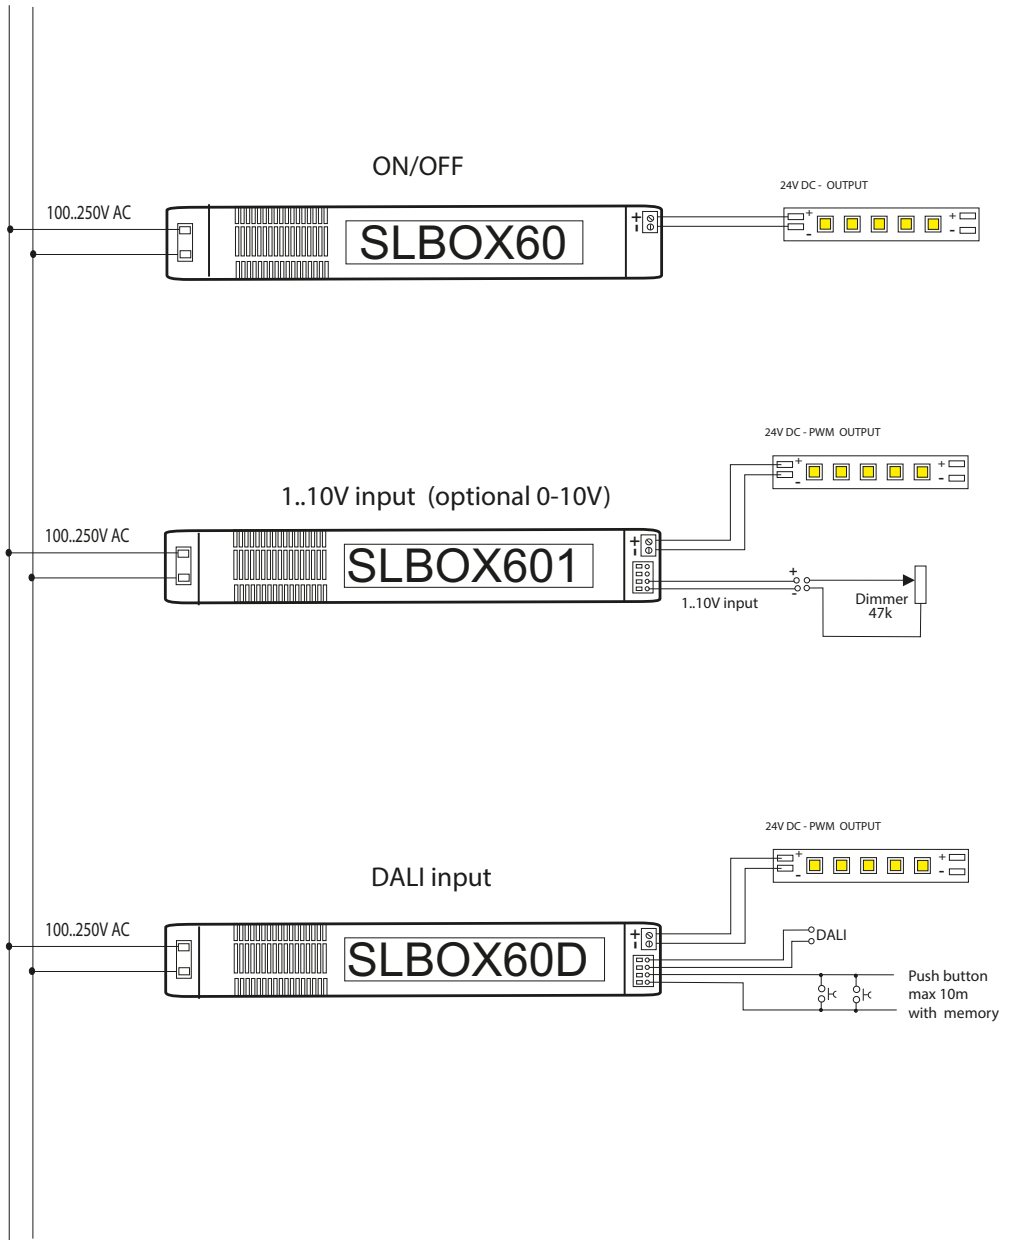 ON/OFF
24V DC - OUTPUT
100..250V AC
+ -
SLBOX60
+ -
+ -
24V DC - PWM OUTPUT
1..10V input (optional 0-10V)
+ -
+ -
100..250V AC
SLBOX601
+ -
1..10V input
+ -
Dimmer
47k
24V DC - PWM OUTPUT
DALI input
+ -
+ -
100..250V AC
SLBOX60D
+ -
DALI
Push button
max 10m
with memory